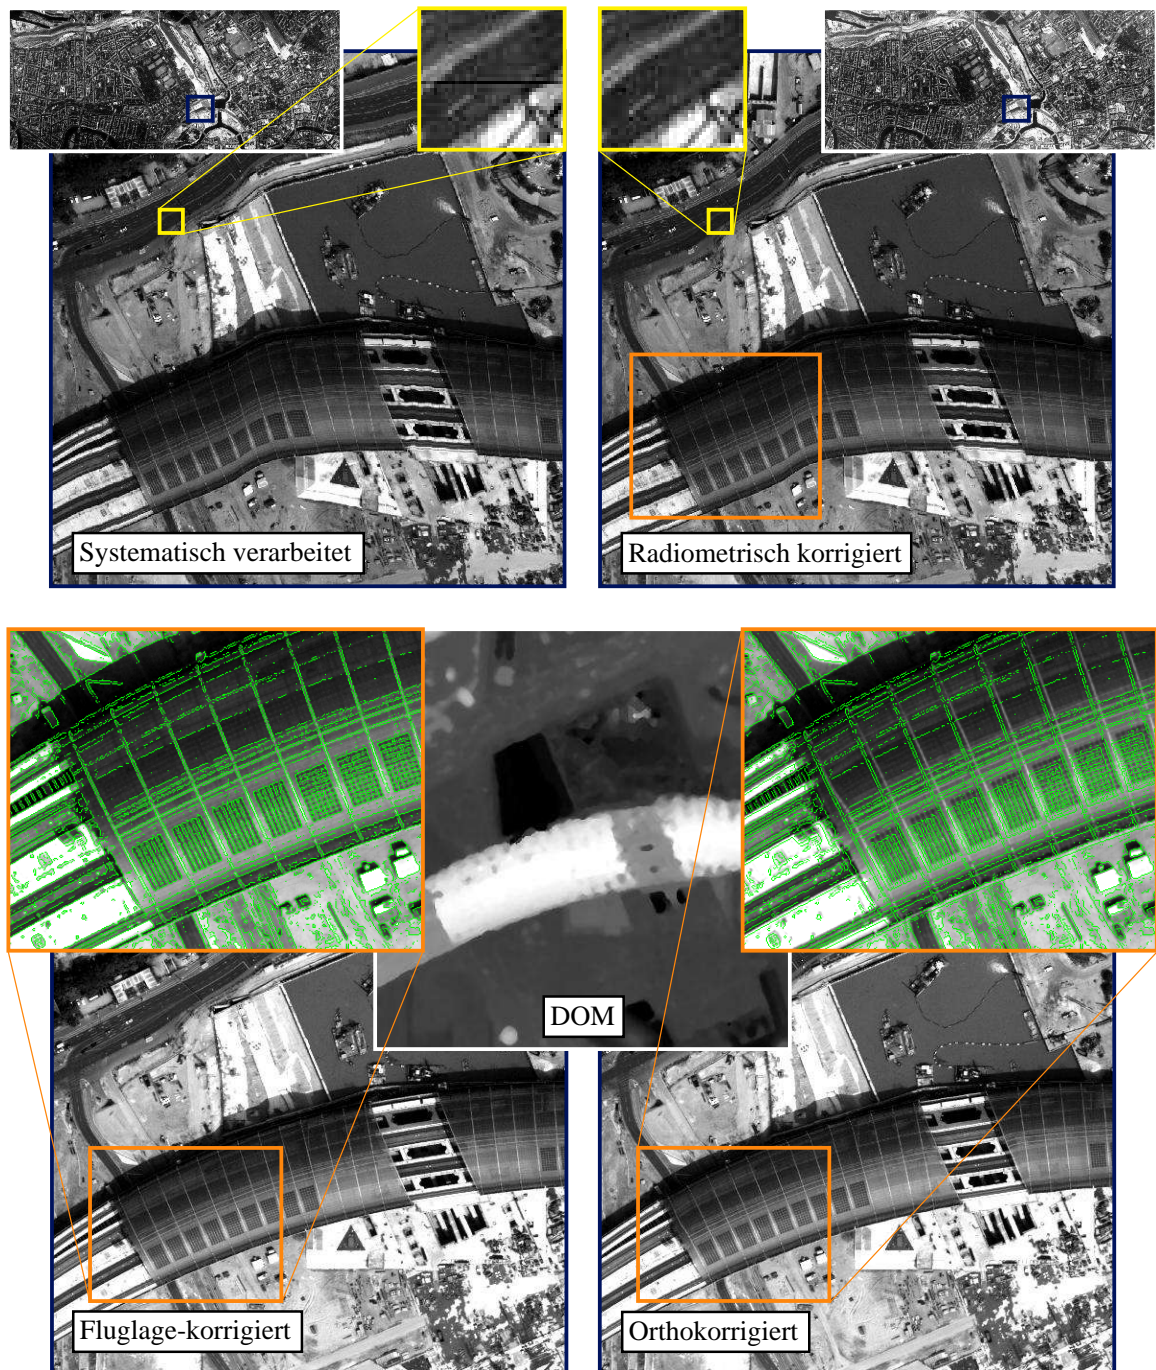 Systematisch verarbeitet
Radiometrisch korrigiert
DOM
Fluglage-korrigiert
Orthokorrigiert